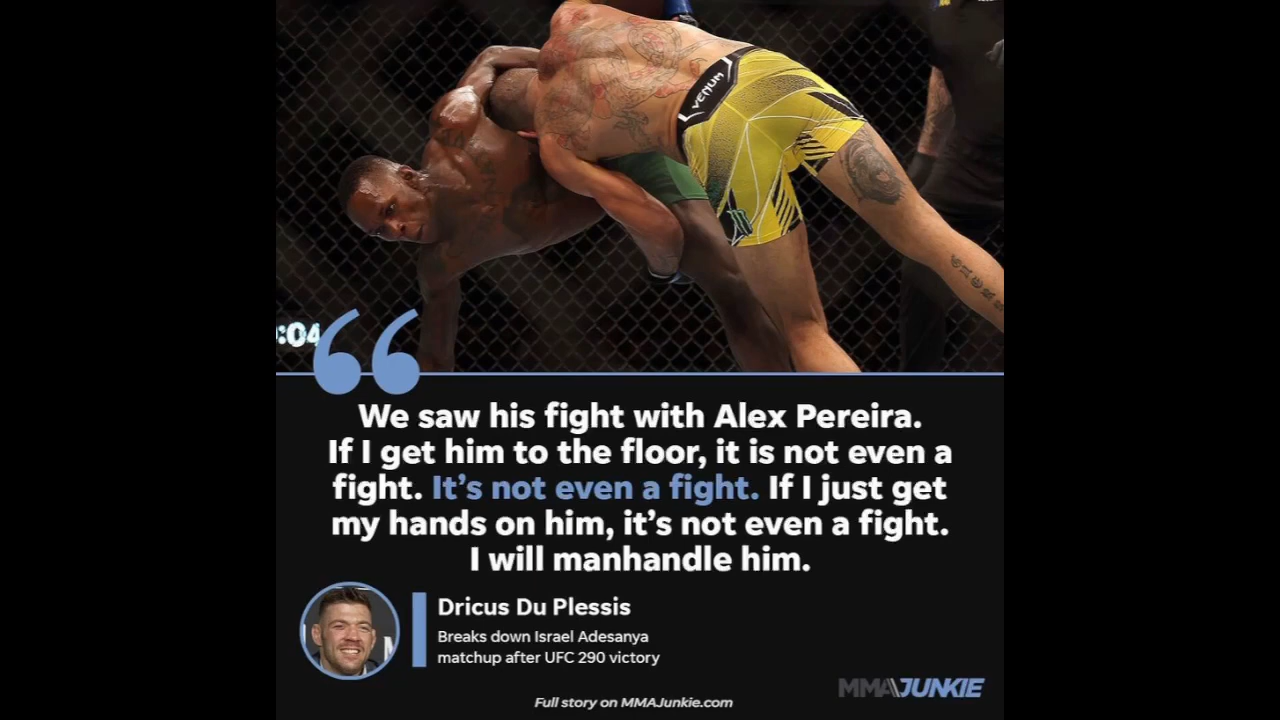 VENUM
:04
We saw his fight with Alex Pereira.
If I get him to the floor, it is not even a
fight. It’s not even a fight. If I just get
my hands on him, it’s not even a fight.
I will manhandle him.
Dricus Du Plessis
Breaks down Israel Adesanya
matchup after UFC 290 victory
MMA JUNKIE
Full story on MMAJunkie.com